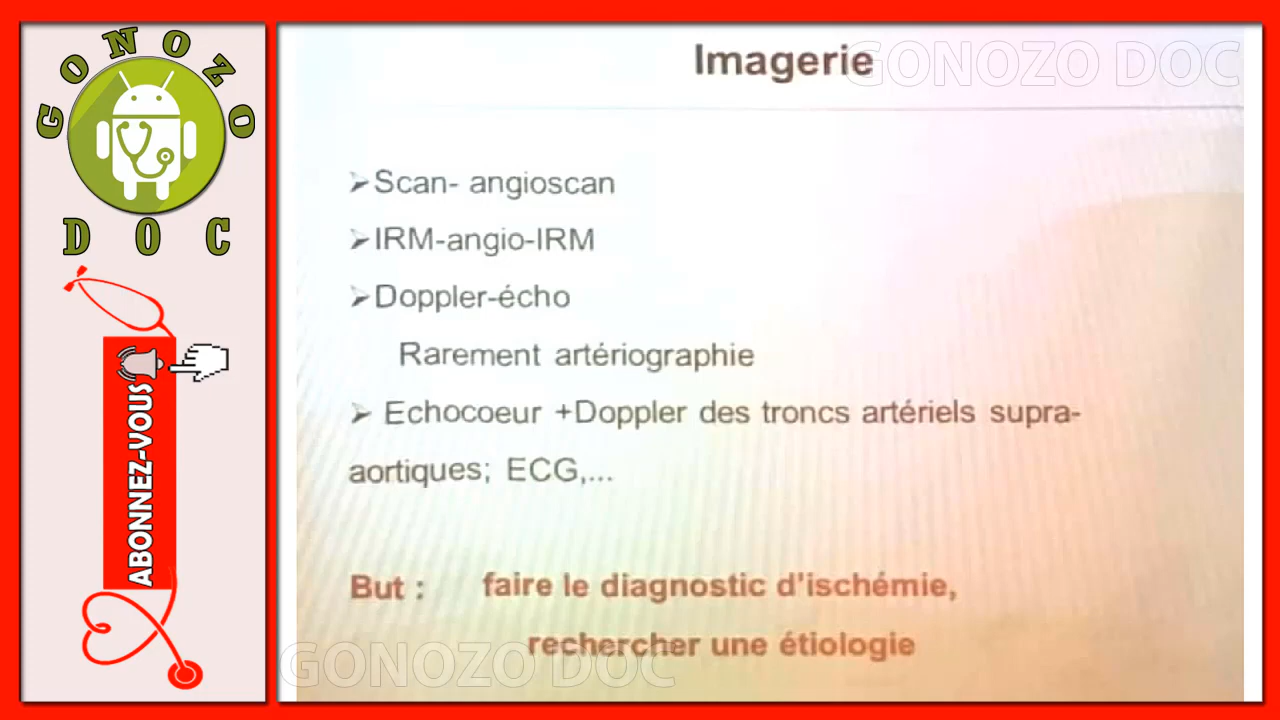 GONOZO
DOC
ABONNEZ-VOUS
Imagerie
GONOZO DOC
➢Scan- angioscan
➢IRM-angio-IRM
➢Doppler-écho
Rarement artériographie
➢ Echocoeur +Doppler des troncs artériels supra-
aortiques; ECG,...
But : faire le diagnostic d'ischémie,
rechercher une étiologie
GONOZO DOC